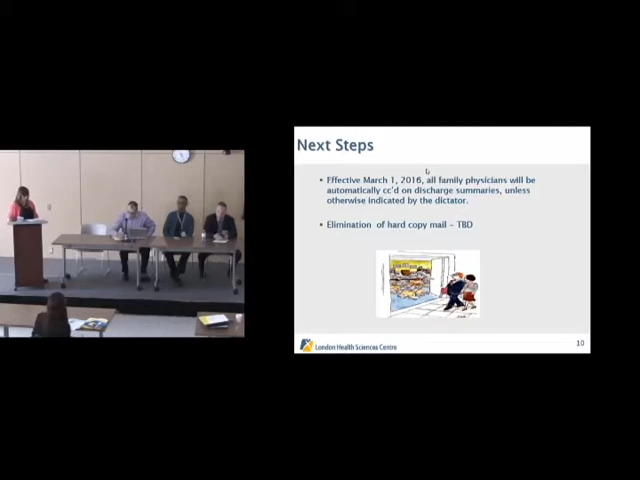 Next Steps
Effective March 1, 2016, all family physicians will be
automatically cc'd on discharge summaries, unless
otherwise indicated by the dictator.
Elimination of hard copy mail – TBD
London Health Sciences Centre
10